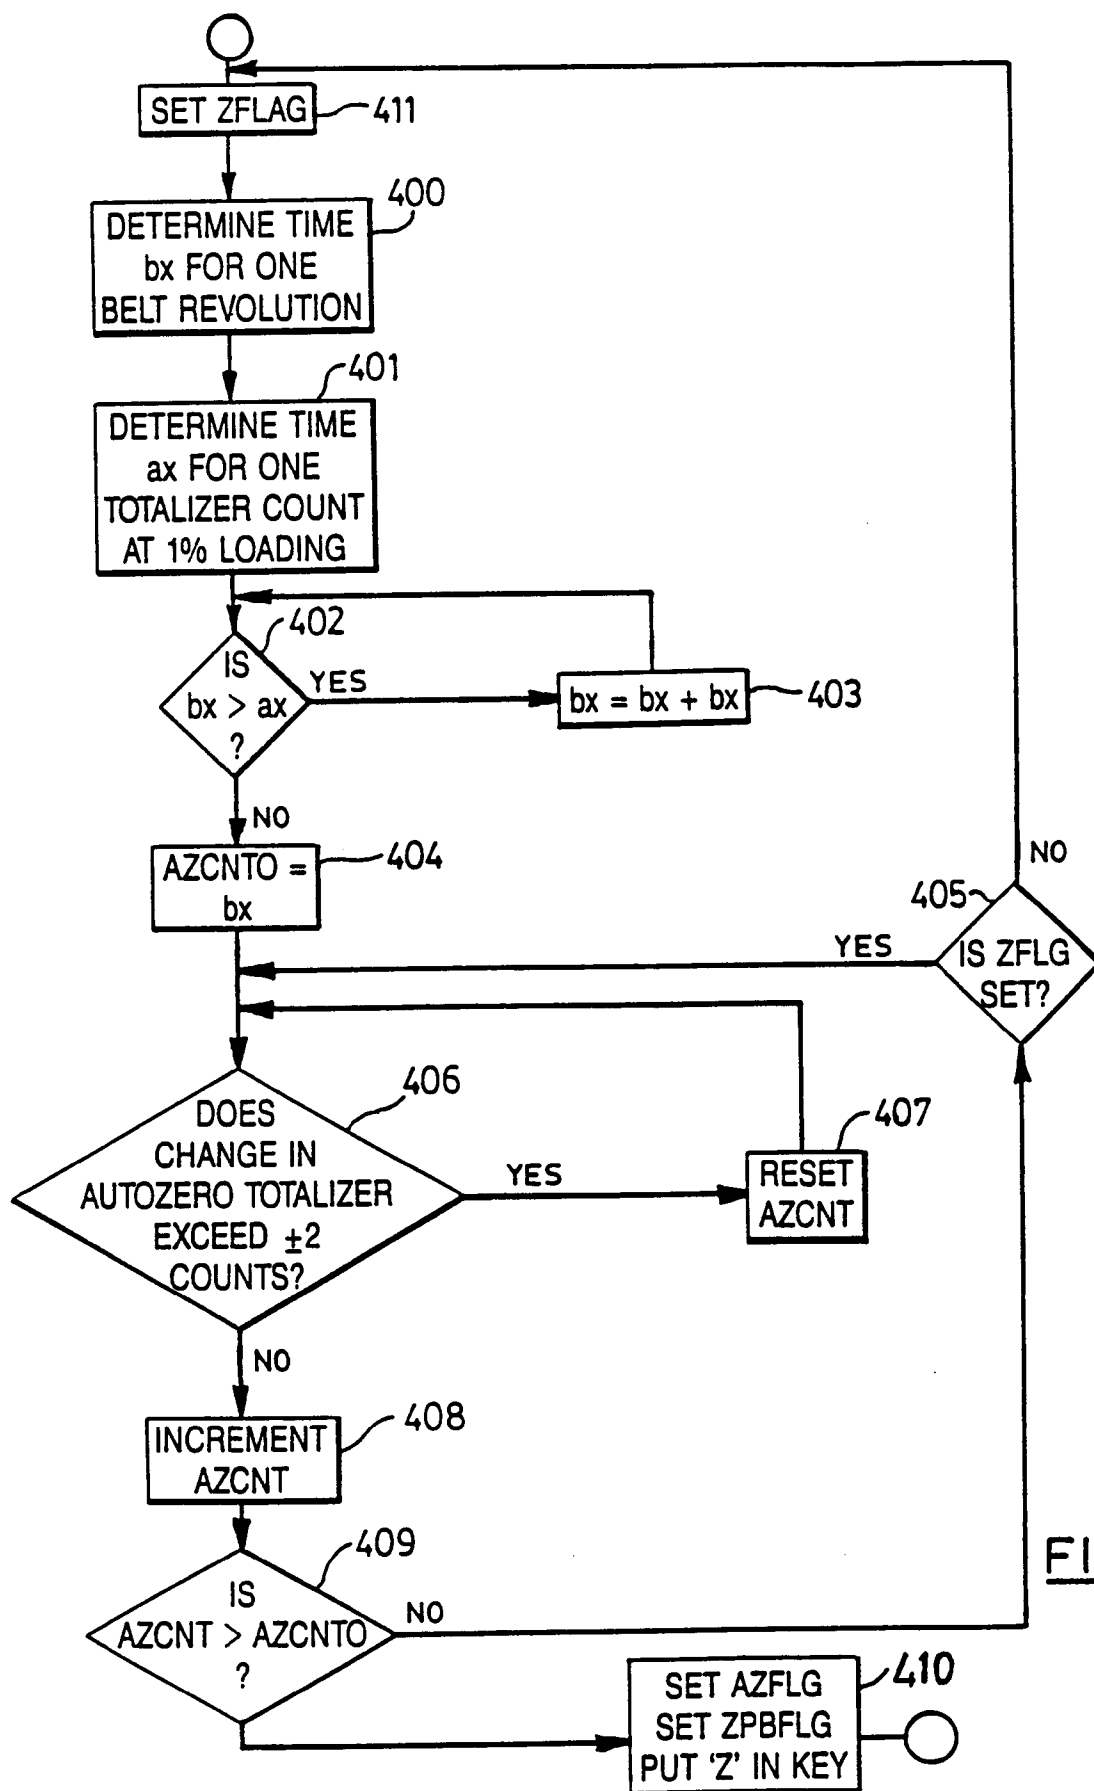 SET ZFLAG
411
400
DETERMINE TIME
bx FOR ONE
BELT REVOLUTION
401
DETERMINE TIME
ax FOR ONE
TOTALIZER COUNT
AT 1% LOADING
402
IS
bx > ax
?
YES
bx = bx + bx
403
NO
AZCNTO =
bx
404
NO
405
IS ZFLG
SET?
YES
406
DOES
CHANGE IN
AUTOZERO TOTALIZER
EXCEED ±2
COUNTS?
YES
407
RESET
AZCNT
NO
INCREMENT
AZCNT
408
409
IS
AZCNT > AZCNTO
?
NO
FI
SET AZFLG
SET ZPBFLG
PUT 'Z' IN KEY
410